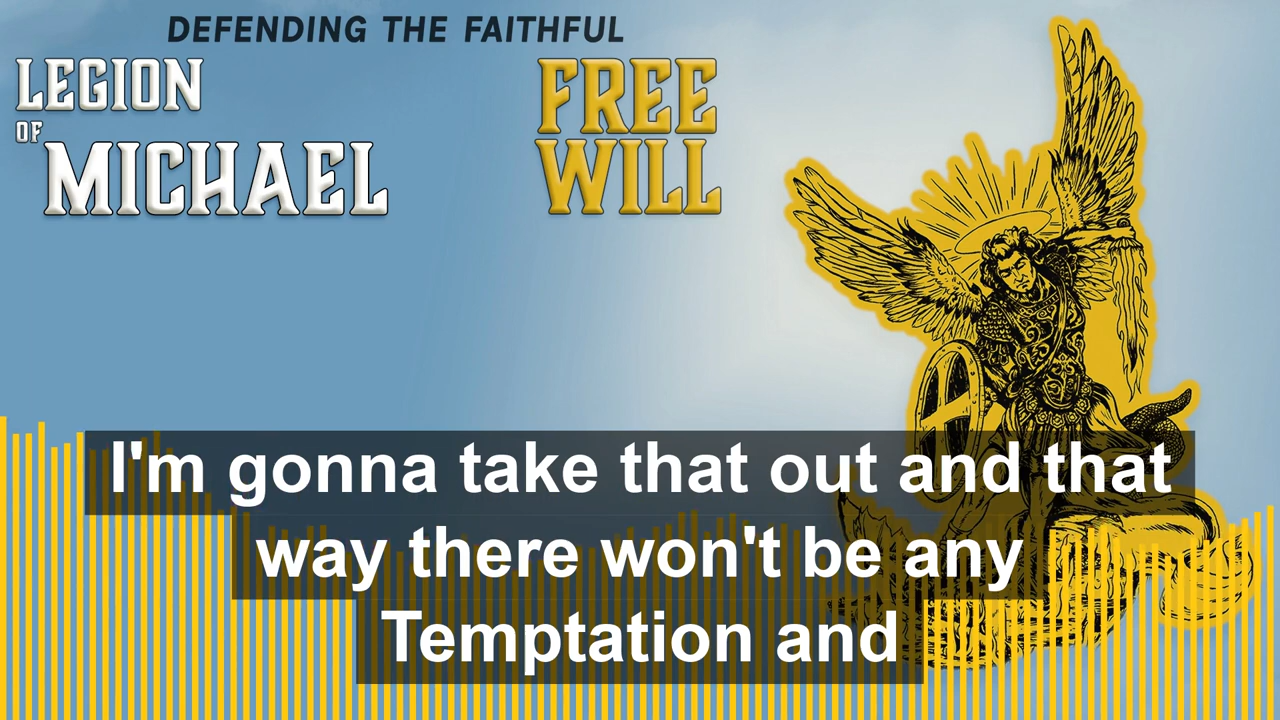 DEFENDING THE FAITHFUL
LEGION
OF
MICHAEL
FREE
WILL
I'm gonna take that out and that
way there won't be any
Temptation and